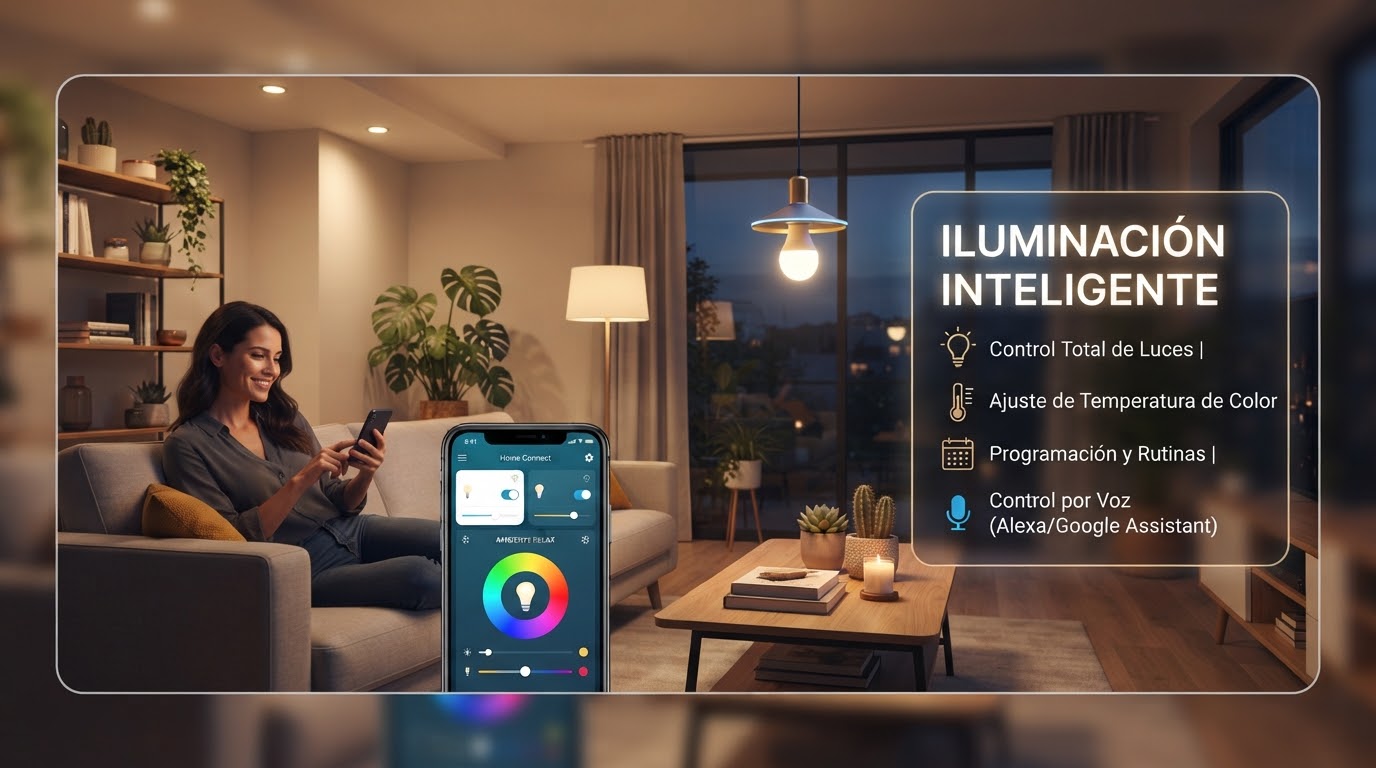 ILUMINACIÓN
INTELIGENTE
Control Total de Luces |
Ajuste de Temperatura de Color
Programación y Rutinas |
Control por Voz
(Alexa/Google Assistant)
Home Connect
RELAX